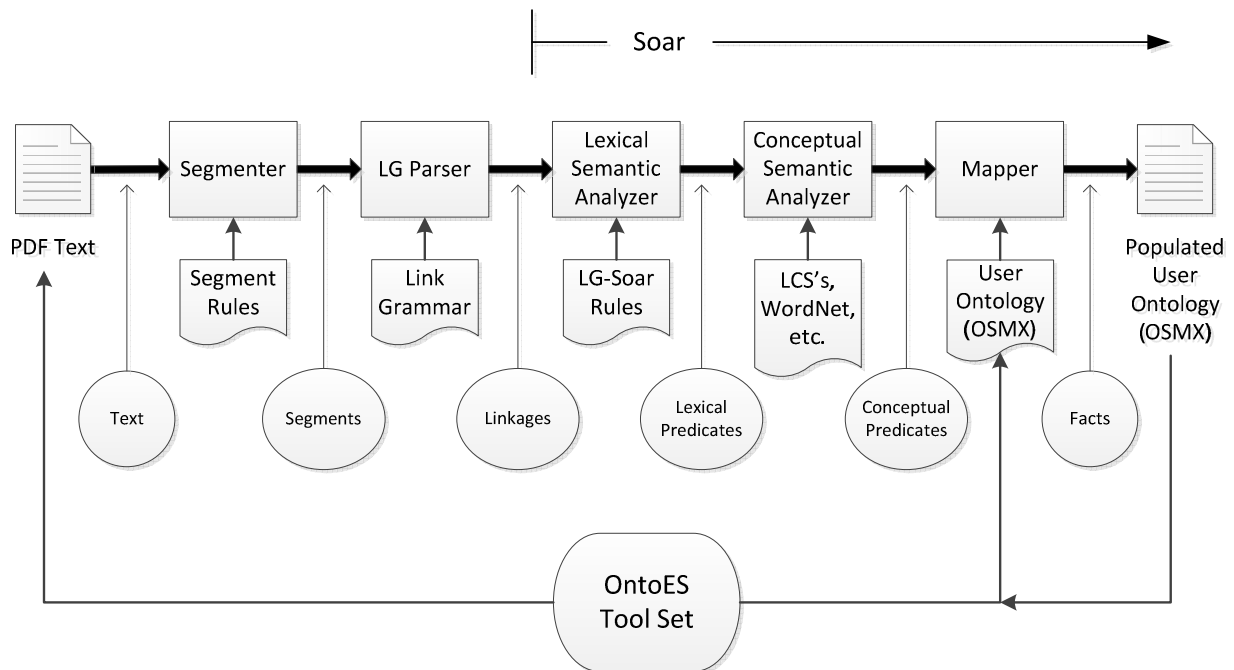 Soar
Segmenter
LG Parser
Lexical
Semantic
Analyzer
Conceptual
Semantic
Analyzer
Mapper
PDF Text
Segment
Rules
Link
Grammar
LG-Soar
Rules
LCS's,
WordNet,
etc.
User
Ontology
(OSMX)
Populated
User
Ontology
(OSMX)
Text
Segments
Linkages
Lexical
Predicates
Conceptual
Predicates
Facts
OntoES
Tool Set